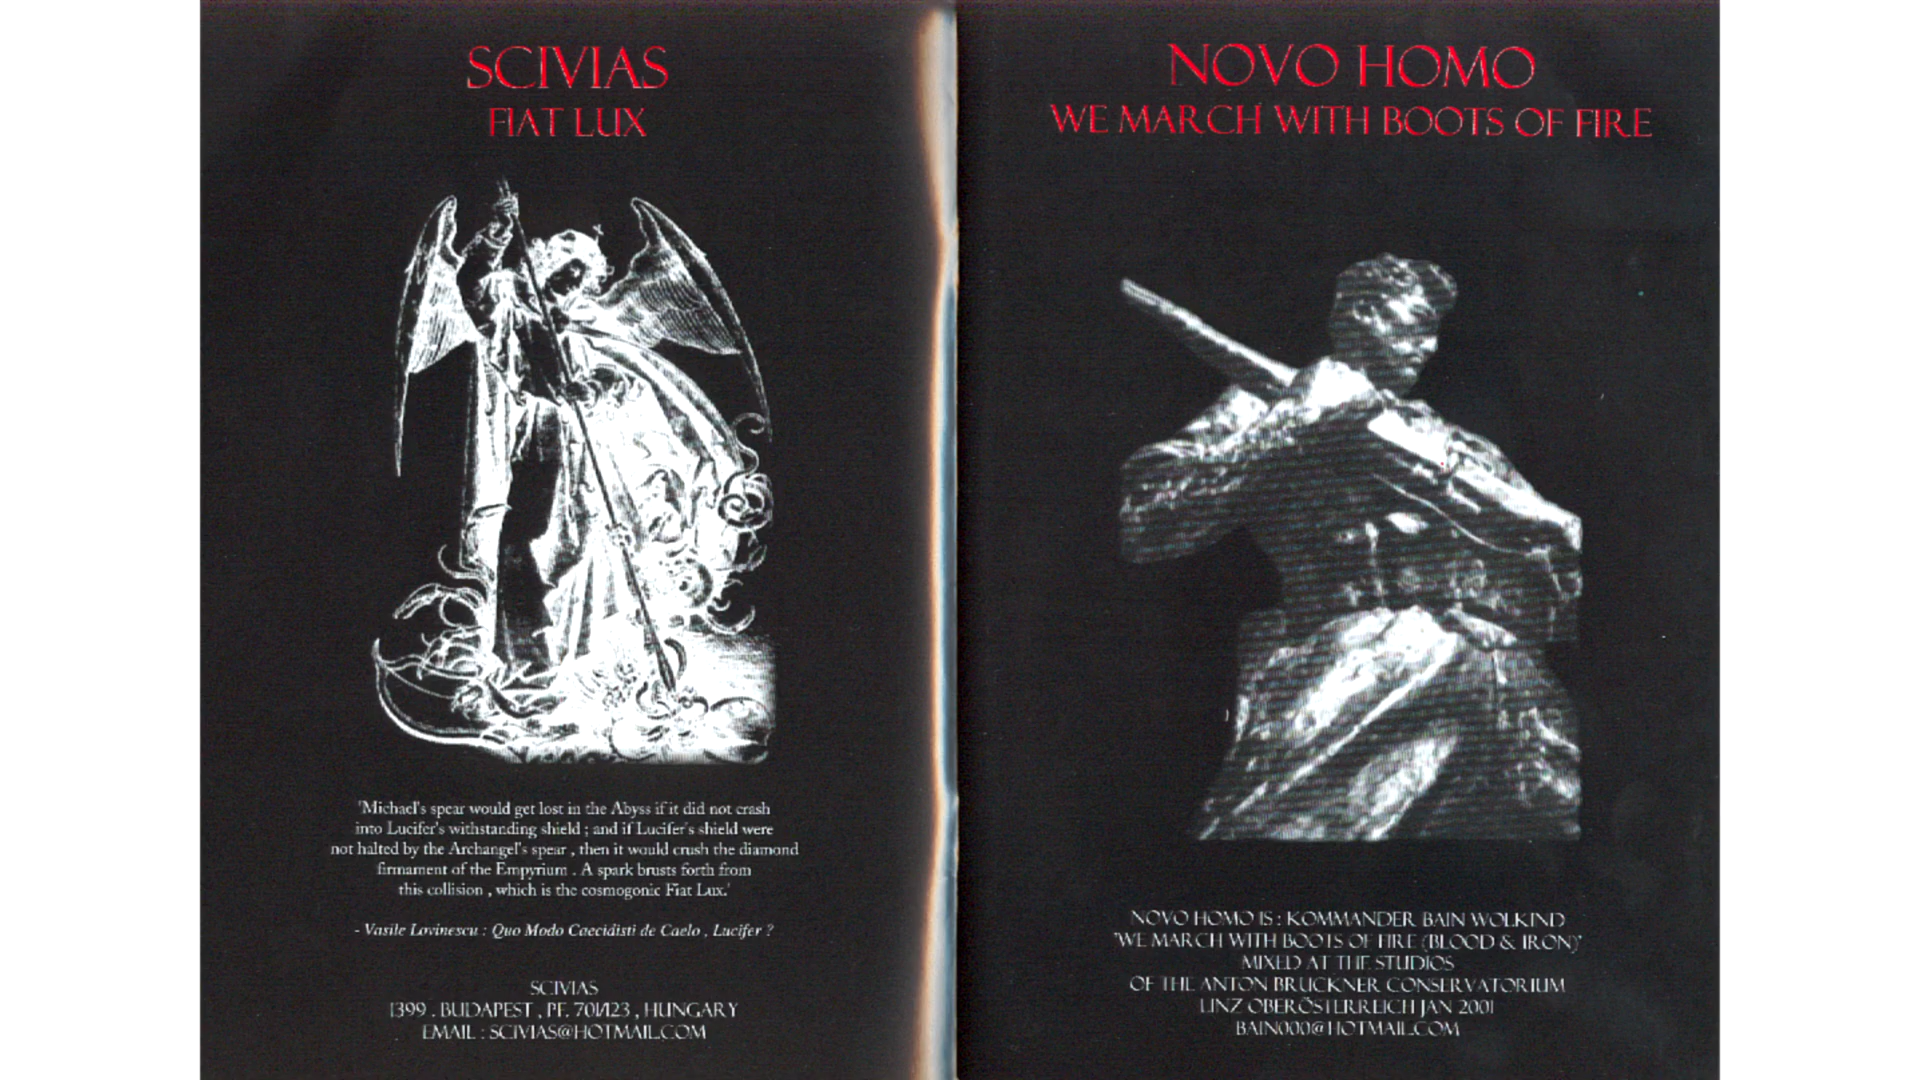 SCIVIAS
FIAT LUX
'Michael's spear would get lost in the Abyss if it did not crash
into Lucifer's withstanding shield ; and if Lucifer's shield were
not halted by the Archangel's spear , then it would crush the diamond
firmament of the Empyrium . A spark brusts forth from
this collision , which is the cosmogonic Fiat Lux.'
- Vasile Lovinescu : Quo Modo Caecidisti de Caelo , Lucifer ?
SCIVIAS
1399 . BUDAPEST , PF. 701/123 , HUNGARY
EMAIL : SCIVIAS@HOTMAIL.COM
NOVO HOMO
WE MARCH WITH BOOTS OF FIRE
NOVO HOMO IS : KOMMANDER BAIN WOLKIND
'WE MARCH WITH BOOTS OF FIRE (BLOOD & IRON)'
MIXED AT THE STUDIOS
OF THE ANTON BRUCKNER CONSERVATORIUM
LINZ OBERÖSTERREICH JAN 2001
BAIN000@HOTMAIL.COM